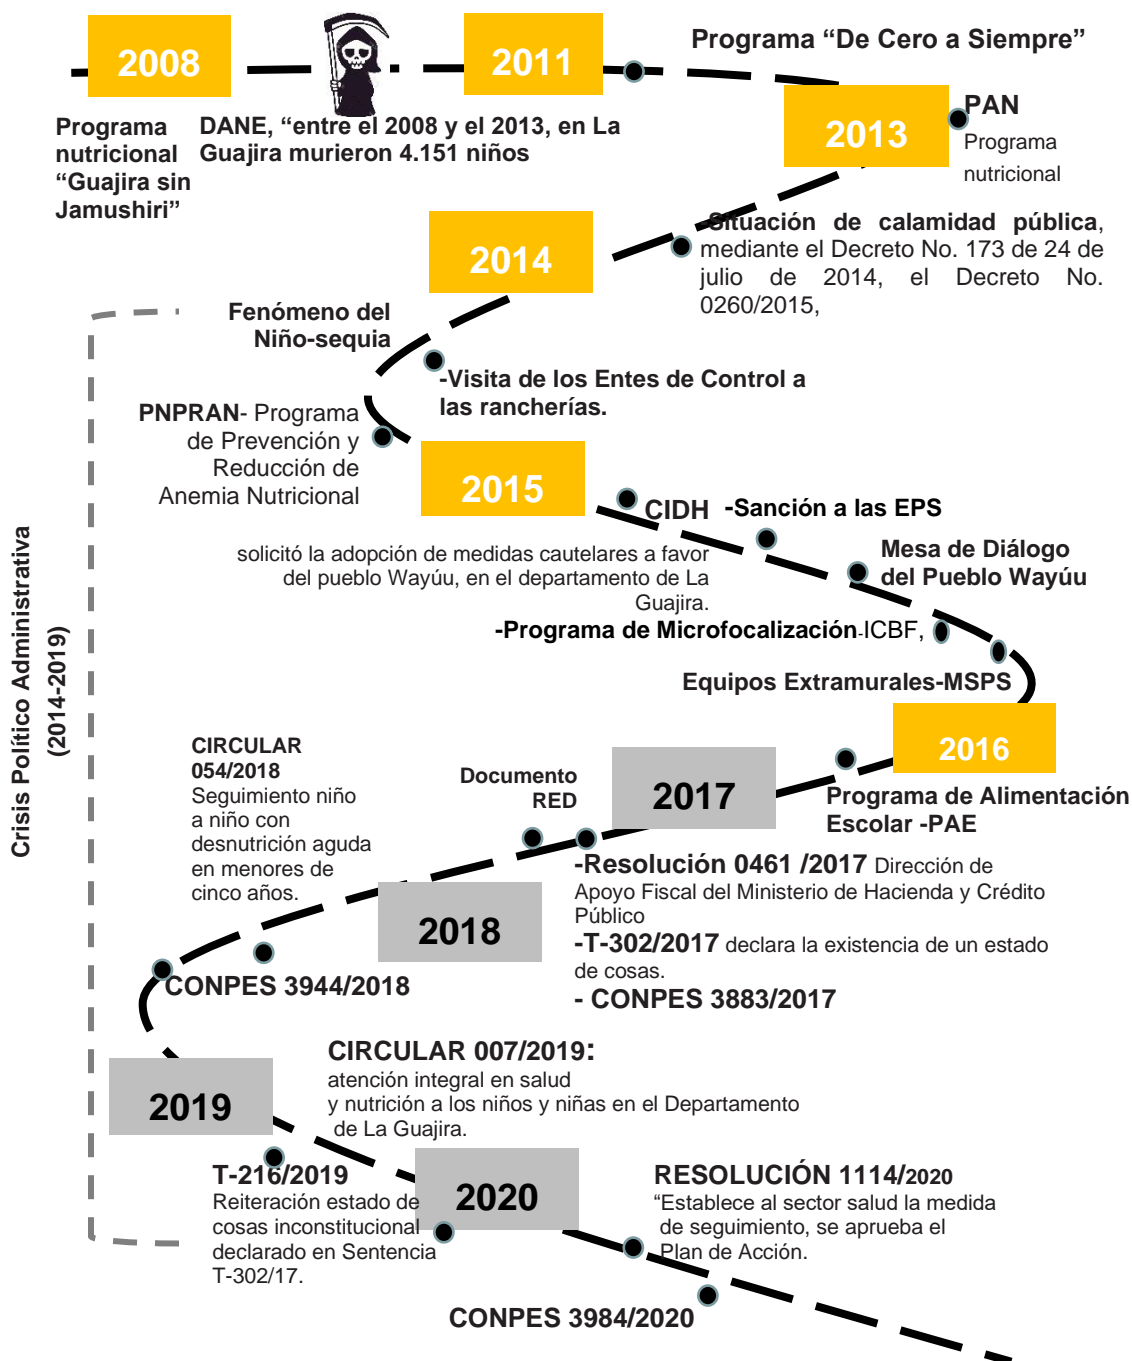 2008
2011
Programa “De Cero a Siempre”
Programa
nutricional
“Guajira sin
Jamushiri”
DANE, “entre el 2008 y el 2013, en La
Guajira murieron 4.151 niños
2013
PAN
Programa
nutricional
-Situación de calamidad pública,
mediante el Decreto No. 173 de 24 de
julio de 2014, el Decreto No.
0260/2015,
2014
Fenómeno del
Niño-sequia
-Visita de los Entes de Control a
las rancherías.
PNPRAN- Programa
de Prevención y
Reducción de
Anemia Nutricional
2015
CIDH
solicitó la adopción de medidas cautelares a favor
del pueblo Wayúu, en el departamento de La
Guajira.
-Sanción a las EPS
Mesa de Diálogo
del Pueblo Wayúu
-Programa de Microfocalización-ICBF,
Equipos Extramurales-MSPS
Crisis Político Administrativa
(2014-2019)
2016
Programa de Alimentación
Escolar -PAE
2017
Documento
RED
-Resolución 0461 /2017 Dirección de
Apoyo Fiscal del Ministerio de Hacienda y Crédito
Público
-T-302/2017 declara la existencia de un estado
de cosas.
- CONPES 3883/2017
CIRCULAR
054/2018
Seguimiento niño
a niño con
desnutrición aguda
en menores de
cinco años.
2018
CONPES 3944/2018
2019
CIRCULAR 007/2019:
atención integral en salud
y nutrición a los niños y niñas en el Departamento
de La Guajira.
T-216/2019
Reiteración estado de
cosas inconstitucional
declarado en Sentencia
T-302/17.
2020
RESOLUCIÓN 1114/2020
“Establece al sector salud la medida
de seguimiento, se aprueba el
Plan de Acción.
CONPES 3984/2020